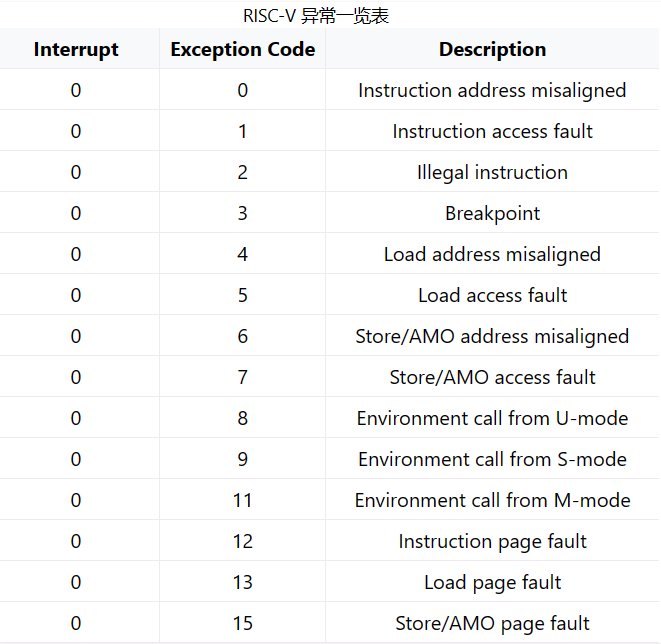 RISC-V 异常一览表
Interrupt Exception Code Description
0 0 Instruction address misaligned
0 1 Instruction access fault
0 2 Illegal instruction
0 3 Breakpoint
0 4 Load address misaligned
0 5 Load access fault
0 6 Store/AMO address misaligned
0 7 Store/AMO access fault
0 8 Environment call from U-mode
0 9 Environment call from S-mode
0 11 Environment call from M-mode
0 12 Instruction page fault
0 13 Load page fault
0 15 Store/AMO page fault